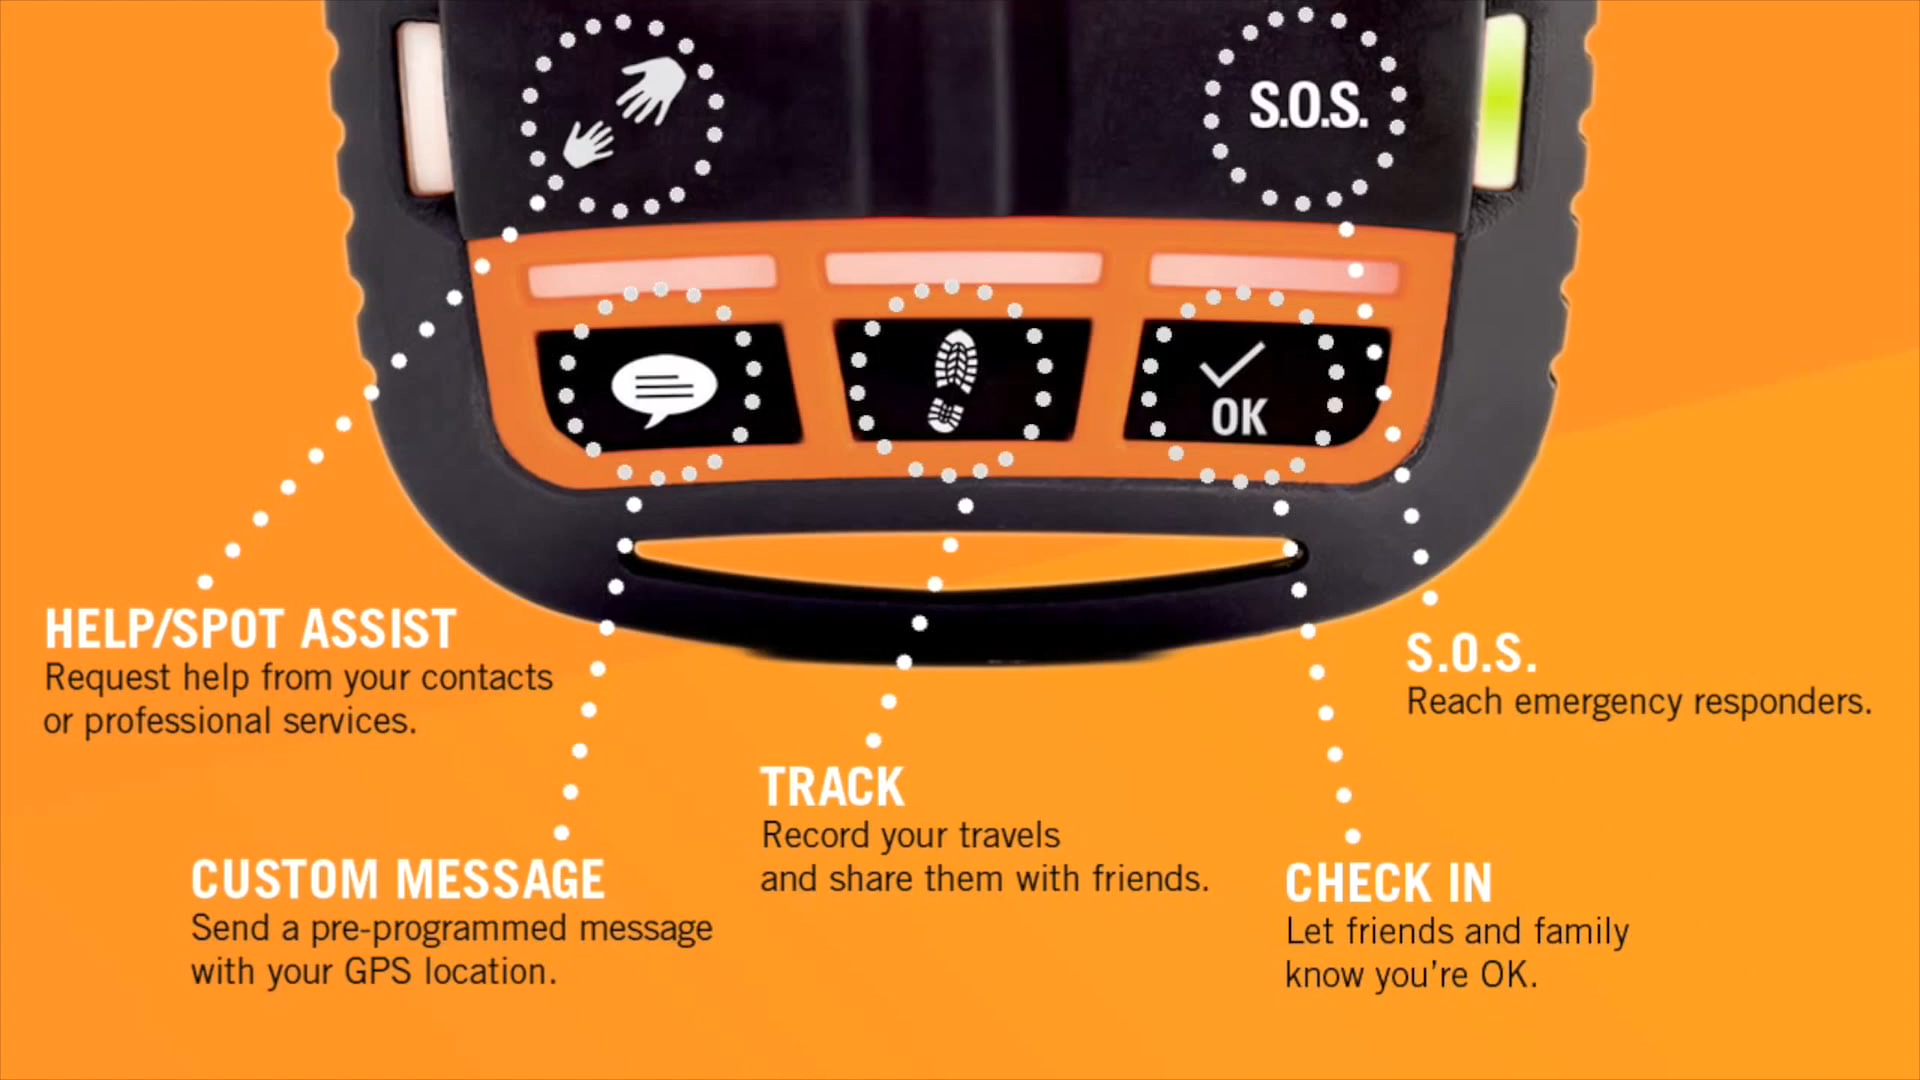 S.O.S.
OK
HELP/SPOT ASSIST
Request help from your contacts
or professional services.
S.O.S.
Reach emergency responders.
TRACK
Record your travels
and share them with friends.
CUSTOM MESSAGE
Send a pre-programmed message
with your GPS location.
CHECK IN
Let friends and family
know you're OK.